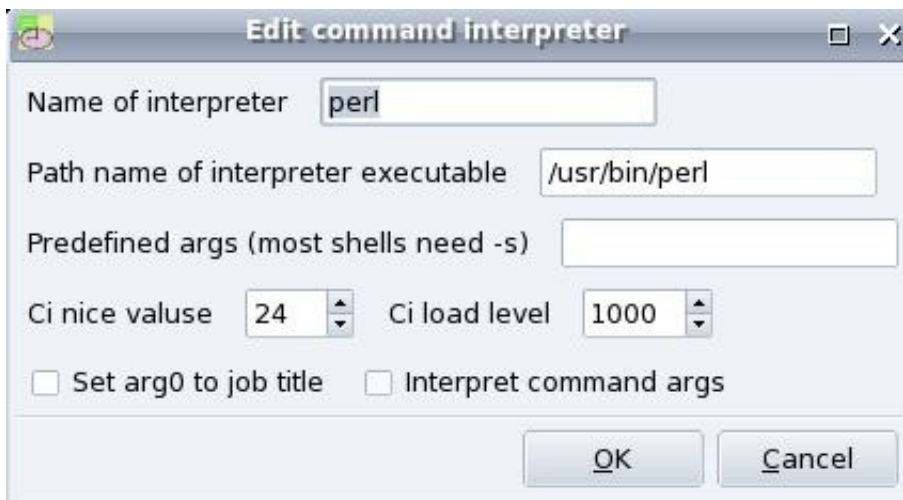 Edit command interpreter
Name of interpreter perl
Path name of interpreter executable /usr/bin/perl
Predefined args (most shells need -s)
Ci nice valuse 24 Ci load level 1000
Set arg0 to job title Interpret command args
OK Cancel